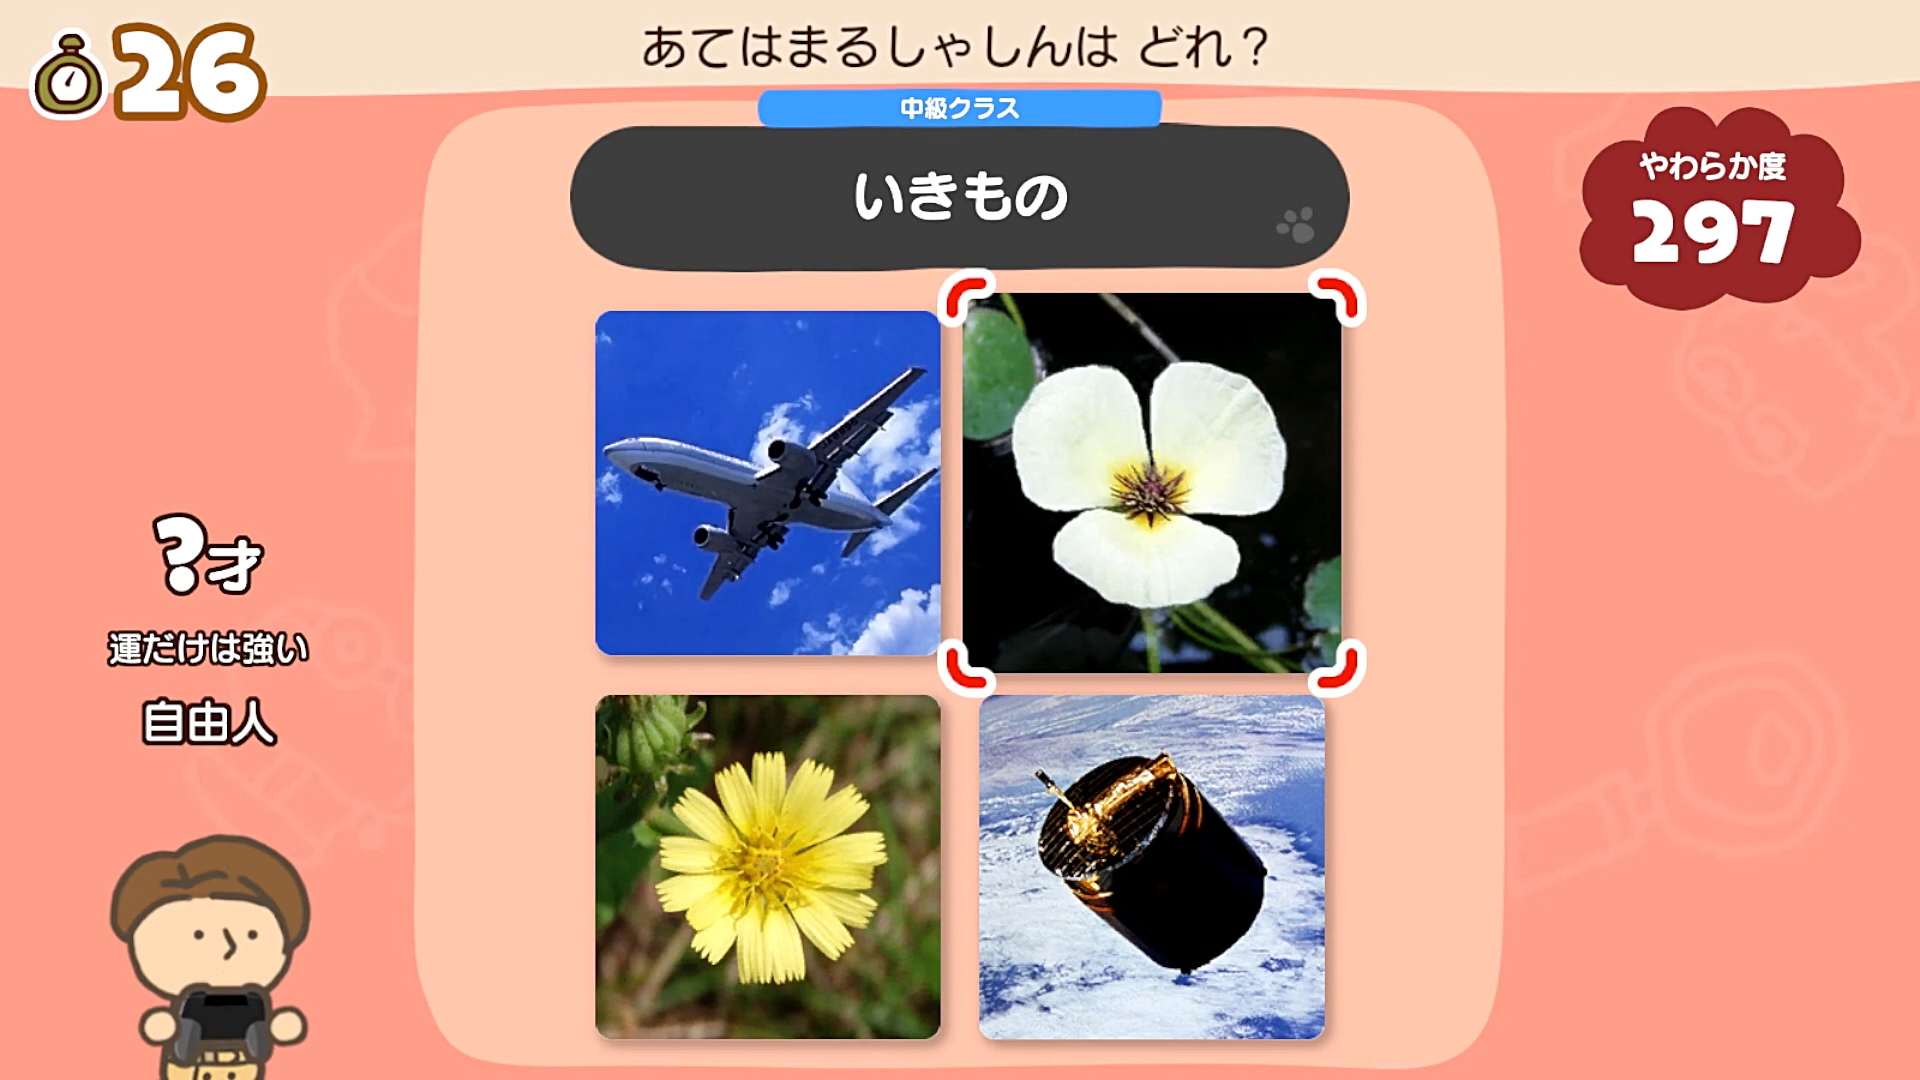 26
あてはまるしゃしんは どれ？
中級クラス
いきもの
やわらか度
297
?才
運だけは強い
自由人